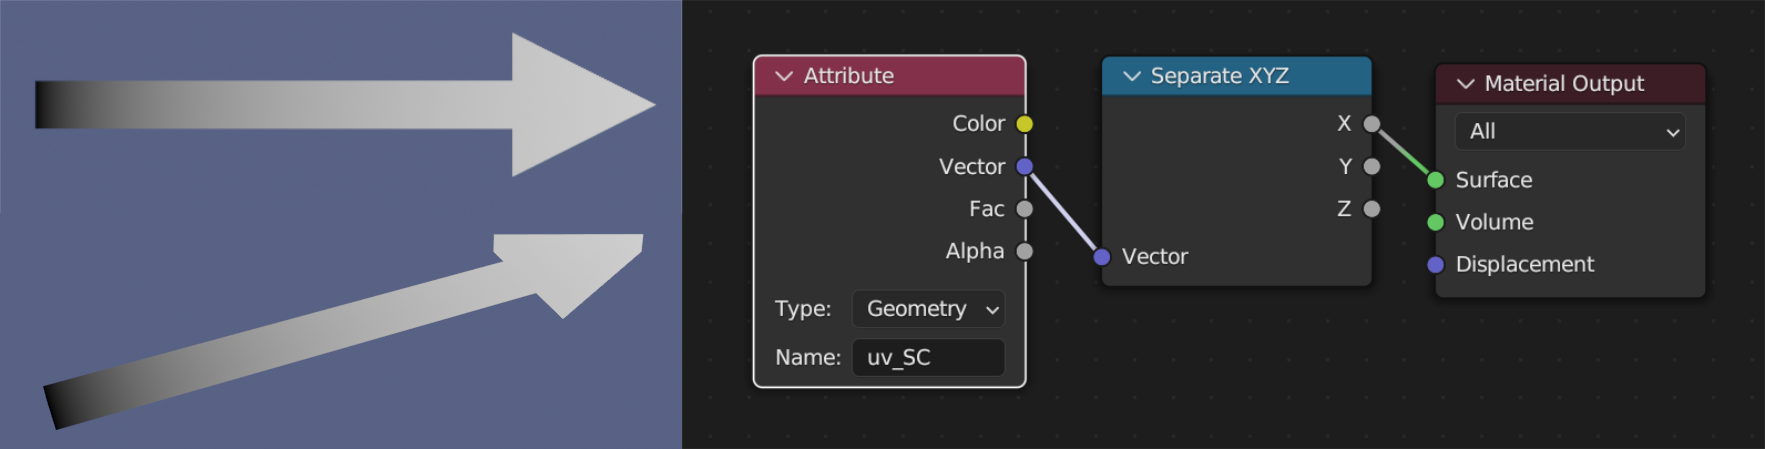 Attribute
Color
Vector
Fac
Alpha
Type: Geometry
Name: uv_SC
Separate XYZ
X
Y
Z
Vector
Material Output
All
Surface
Volume
Displacement